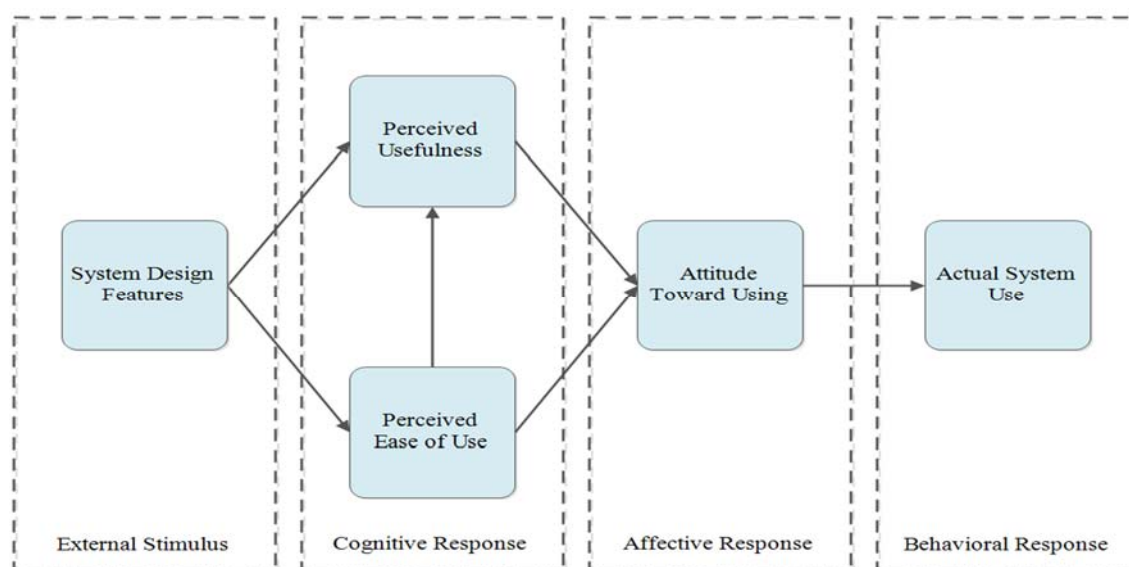 Perceived
Usefulness
System Design
Features
Attitude
Toward Using
Actual System
Use
Perceived
Ease of Use
External Stimulus
Cognitive Response
Affective Response
Behavioral Response